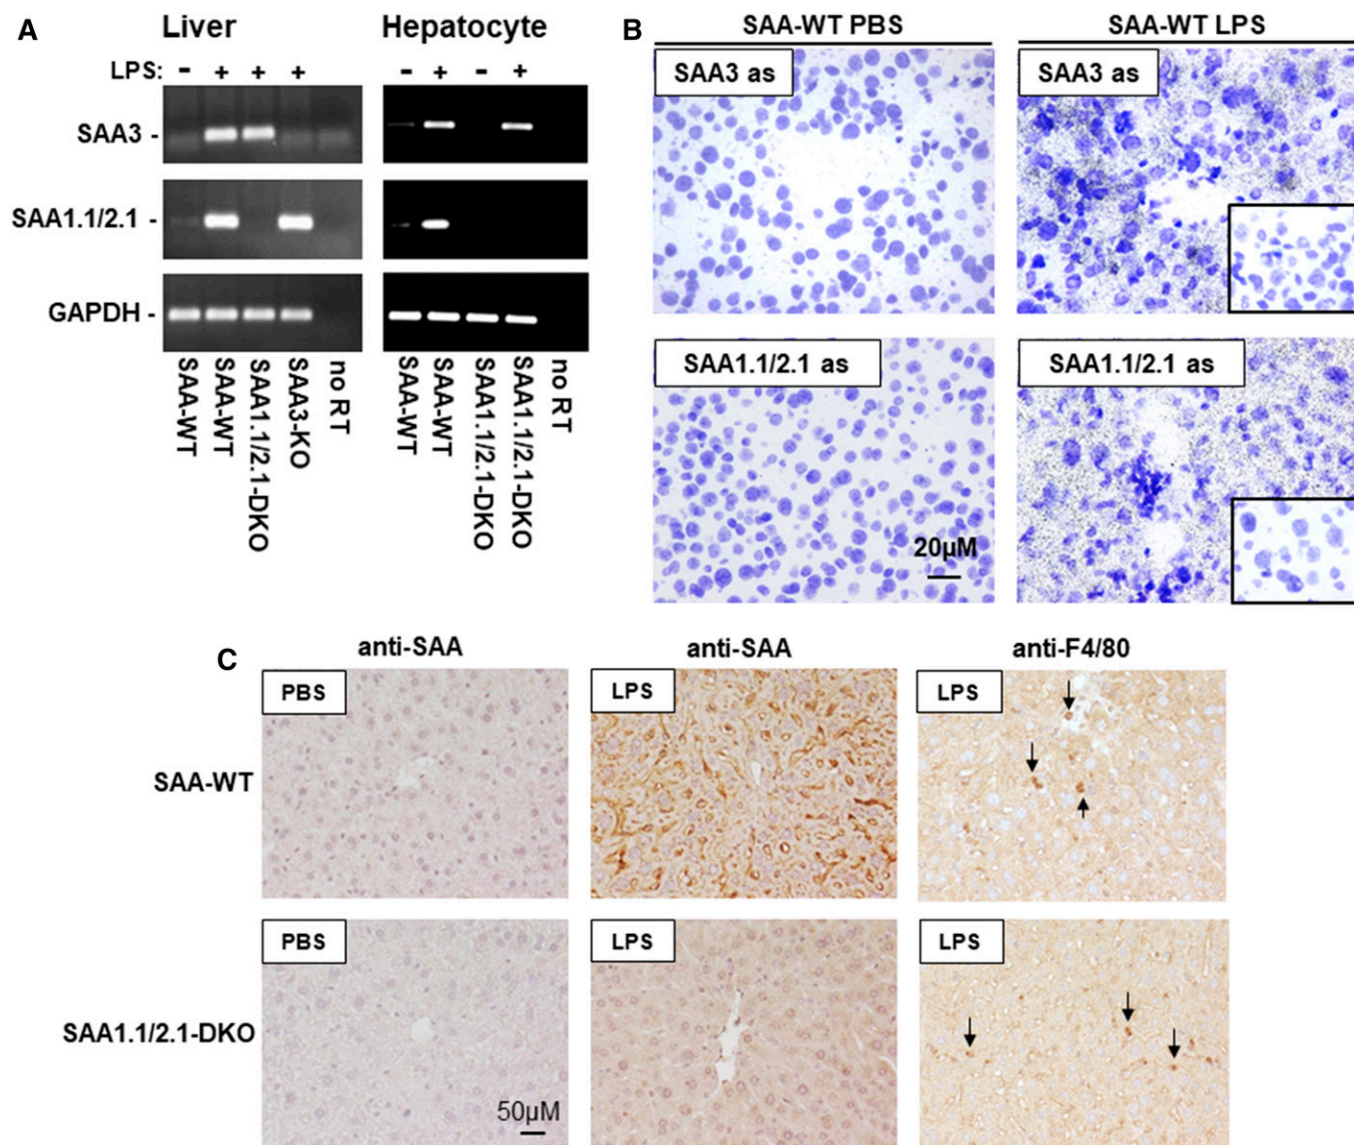 A
Liver
Hepatocyte
LPS: - + + +
- + - +
SAA3 -
SAA1.1/2.1 -
GAPDH -
SAA-WT
SAA-WT
SAA1.1/2.1-DKO
SAA3-KO
no RT
SAA-WT
SAA-WT
SAA1.1/2.1-DKO
SAA1.1/2.1-DKO
no RT
B
SAA-WT PBS
SAA-WT LPS
SAA3 as
SAA3 as
SAA1.1/2.1 as
SAA1.1/2.1 as
20µM
C
anti-SAA
anti-SAA
anti-F4/80
PBS
LPS
LPS
SAA-WT
PBS
LPS
LPS
SAA1.1/2.1-DKO
50µM